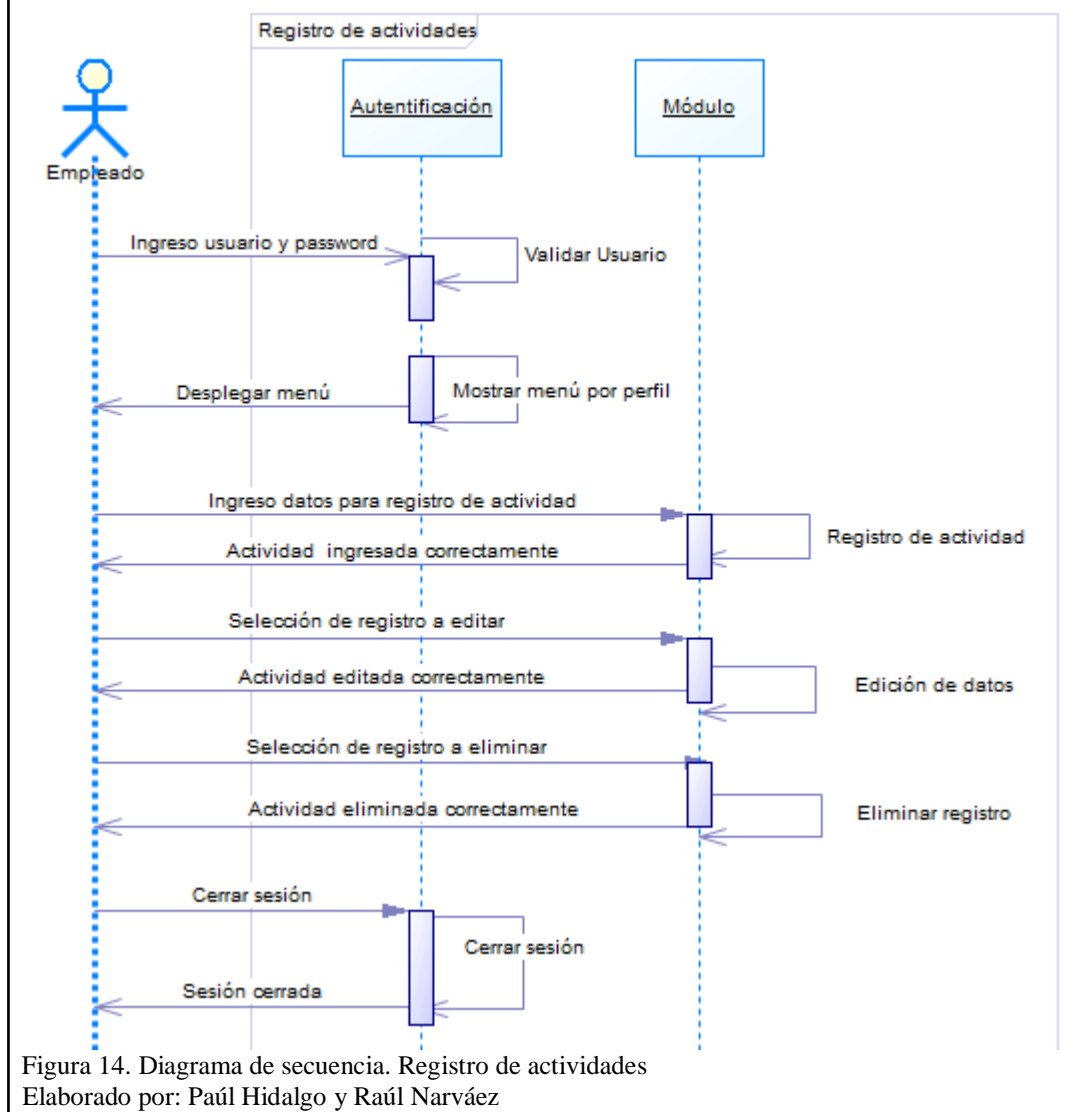 Registro de actividades
Autentificación
Módulo
Empleado
Ingreso usuario y password
Validar Usuario
Desplegar menú
Mostrar menú por perfil
Ingreso datos para registro de actividad
Registro de actividad
Actividad ingresada correctamente
Selección de registro a editar
Actividad editada correctamente
Edición de datos
Selección de registro a eliminar
Actividad eliminada correctamente
Eliminar registro
Cerrar sesión
Cerrar sesión
Sesión cerrada
Figura 14. Diagrama de secuencia. Registro de actividades
Elaborado por: Paúl Hidalgo y Raúl Narváez